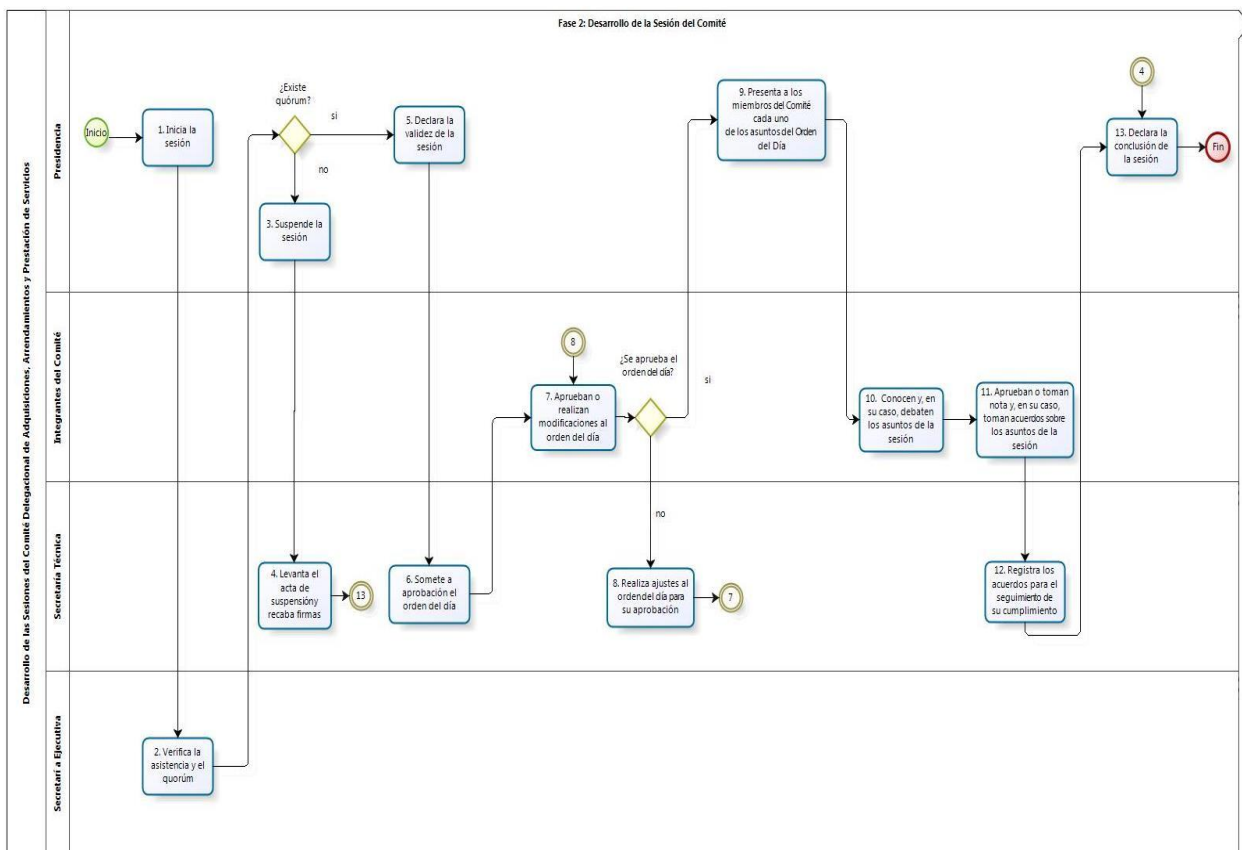 Fase 2: Desarrollo de la Sesión del Comité
Desarrollo de las Sesiones del Comité Delegacional de Adquisiciones, Arrendamientos y Prestación de Servicios
Presidencia
Inicio
1. Inicia la
sesión
¿Existe
quórum?
si
no
3. Suspende la
sesión
5. Declara la
validez de la
sesión
9. Presenta a los
miembros del Comité
cada uno
de los asuntos del Orden
del Día
4
13. Declara la
conclusión de
la sesión
Fin
Integrantes del Comité
8
7. Aprueban o
realizan
modificaciones al
orden del día
¿Se aprueba el
orden del día?
si
no
10. Conocen y, en
su caso, debaten
los asuntos de la
sesión
11. Aprueban o toman
nota y, en su caso,
toman acuerdos sobre
los asuntos de la
sesión
Secretaría Técnica
4. Levanta el
acta de
suspensióny
recaba firmas
13
6. Somete a
aprobación el
orden del día
8. Realiza ajustes al
ordendel día para
su aprobación
7
12. Registra los
acuerdos para el
seguimiento de
su cumplimiento
Secretarí a Ejecutiva
2. Verifica la
asistencia y el
quorúm